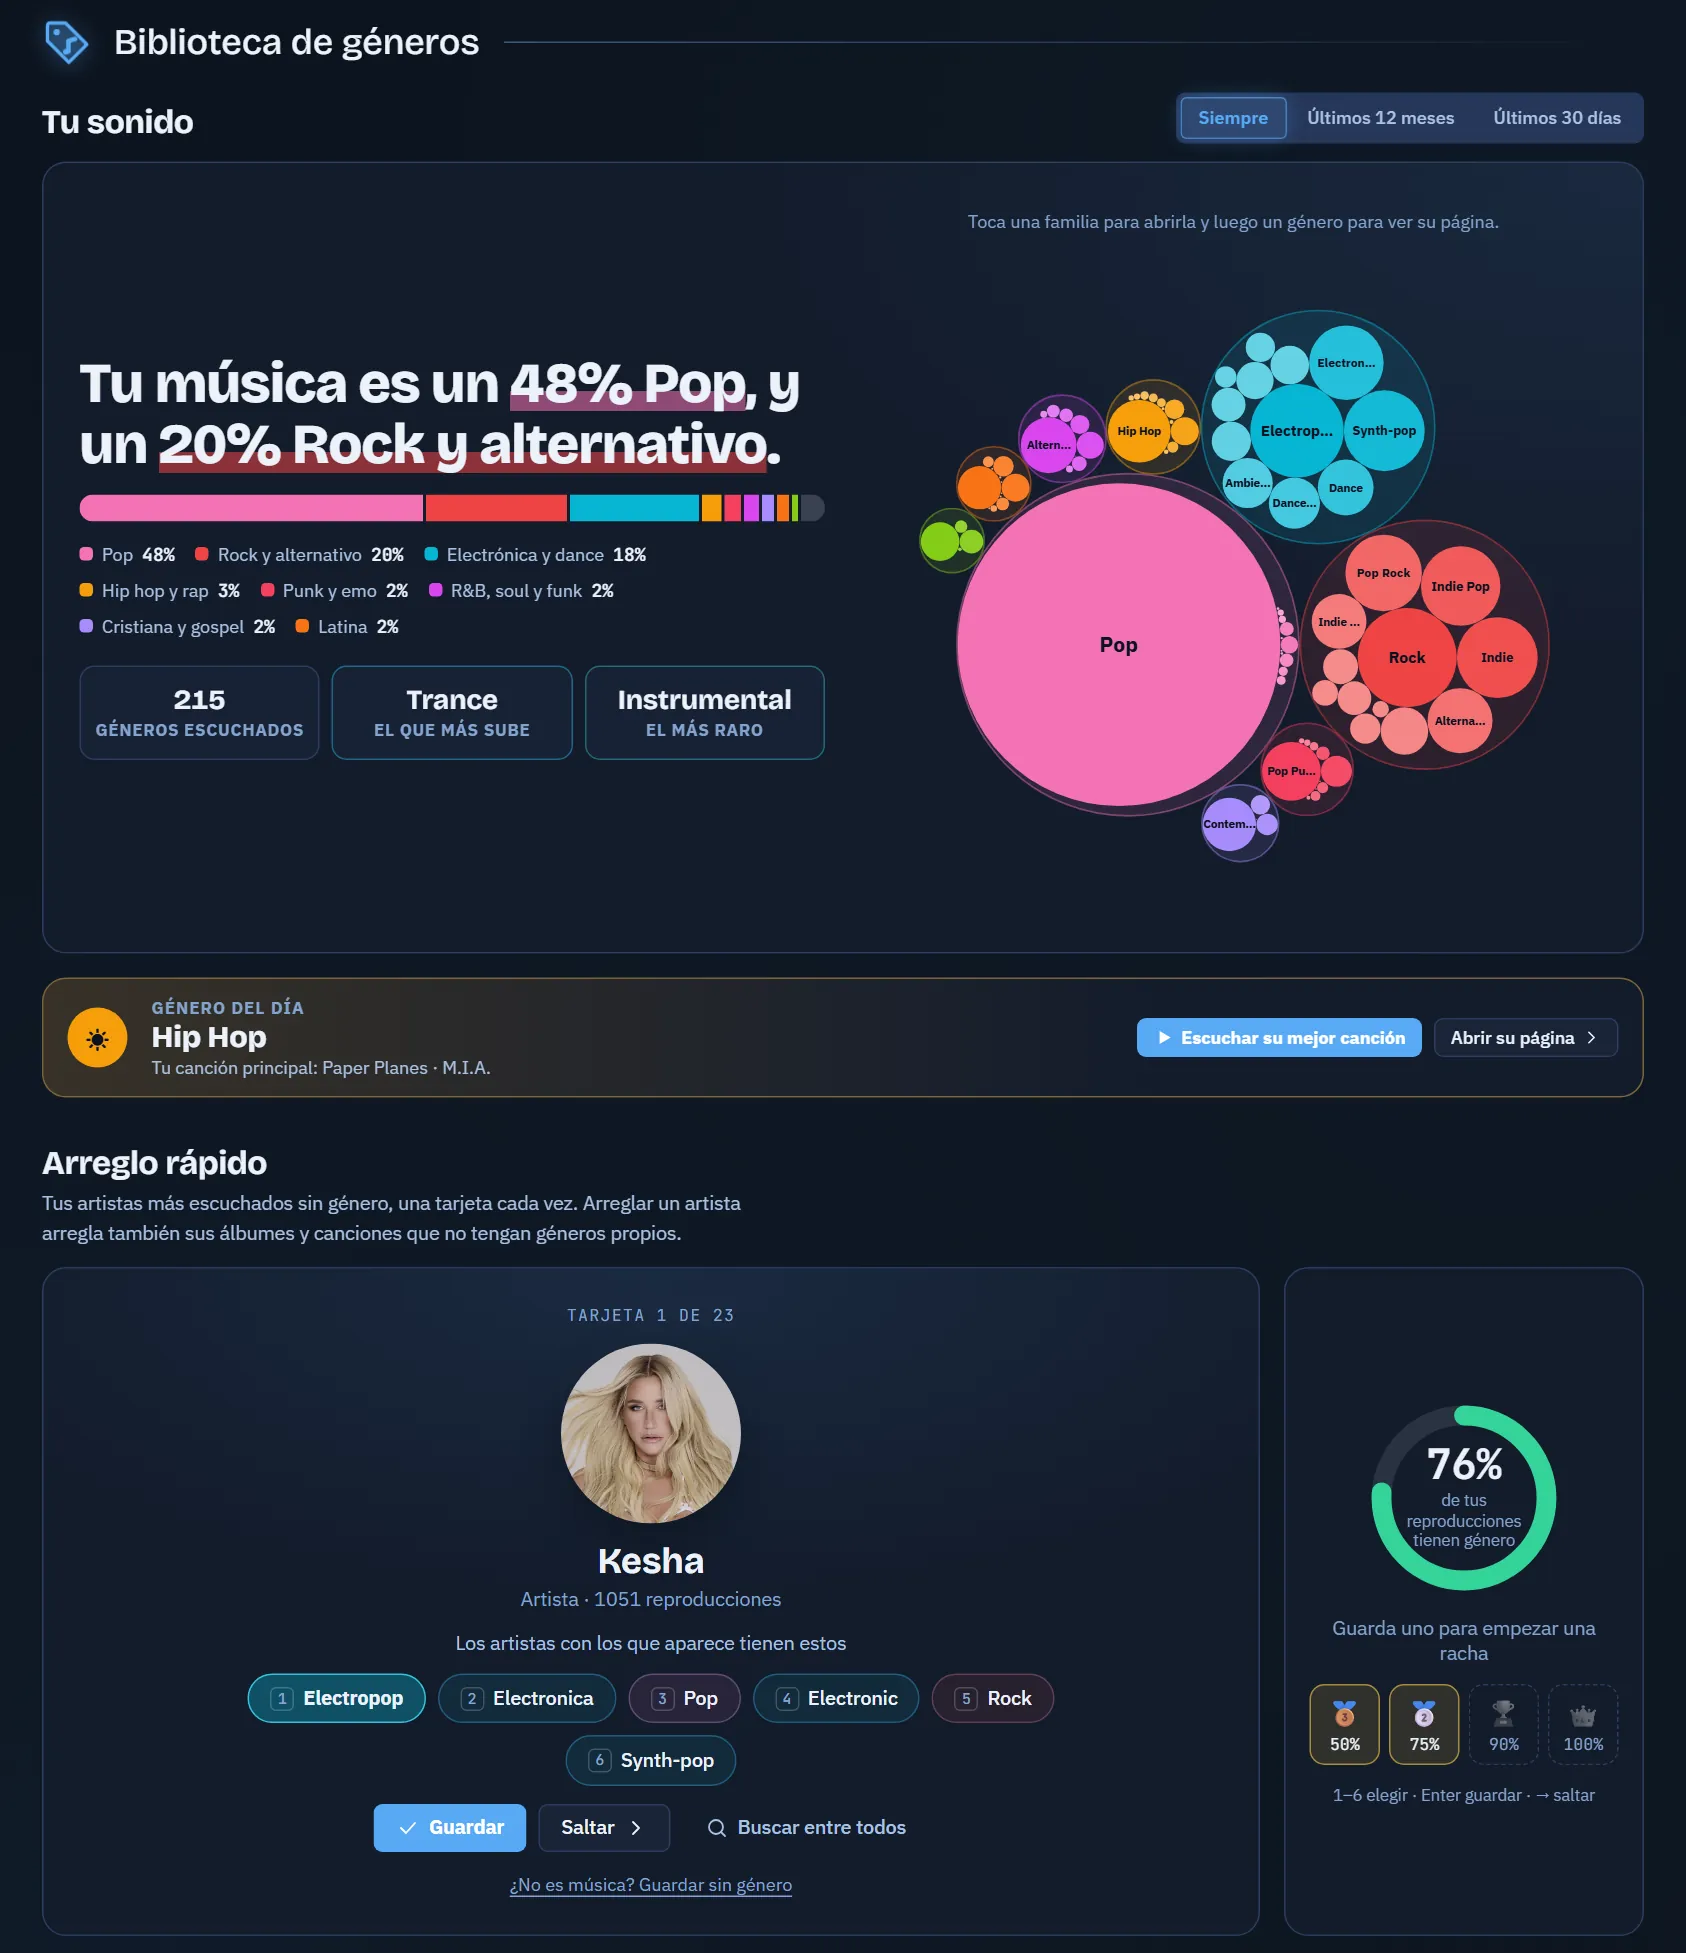 Biblioteca de géneros
Tu sonido
Siempre
Últimos 12 meses
Últimos 30 días
Toca una familia para abrirla y luego un género para ver su página.
Tu música es un 48% Pop, y
un 20% Rock y alternativo.
Pop 48% Rock y alternativo 20% Electrónica y dance 18%
Hip hop y rap 3% Punk y emo 2% R&B, soul y funk 2%
Cristiana y gospel 2% Latina 2%
215
GÉNEROS ESCUCHADOS
Trance
EL QUE MÁS SUBE
Instrumental
EL MÁS RARO
Electron...
Electrop...
Synth-pop
Ambie...
Dance...
Dance
Hip Hop
Altern...
Pop
Pop Rock
Indie Pop
Indie ...
Rock
Indie
Alterna...
Pop Pu...
Contem...
GÉNERO DEL DÍA
Hip Hop
Tu canción principal: Paper Planes · M.I.A.
Escuchar su mejor canción
Abrir su página
Arreglo rápido
Tus artistas más escuchados sin género, una tarjeta cada vez. Arreglar un artista
arregla también sus álbumes y canciones que no tengan géneros propios.
TARJETA 1 DE 23
Kesha
Artista · 1051 reproducciones
Los artistas con los que aparece tienen estos
1 Electropop
2 Electronica
3 Pop
4 Electronic
5 Rock
6 Synth-pop
Guardar
Saltar
Buscar entre todos
¿No es música? Guardar sin género
76%
de tus
reproducciones
tienen género
Guarda uno para empezar una
racha
3
50%
2
75%
90%
100%
1–6 elegir · Enter guardar · → saltar